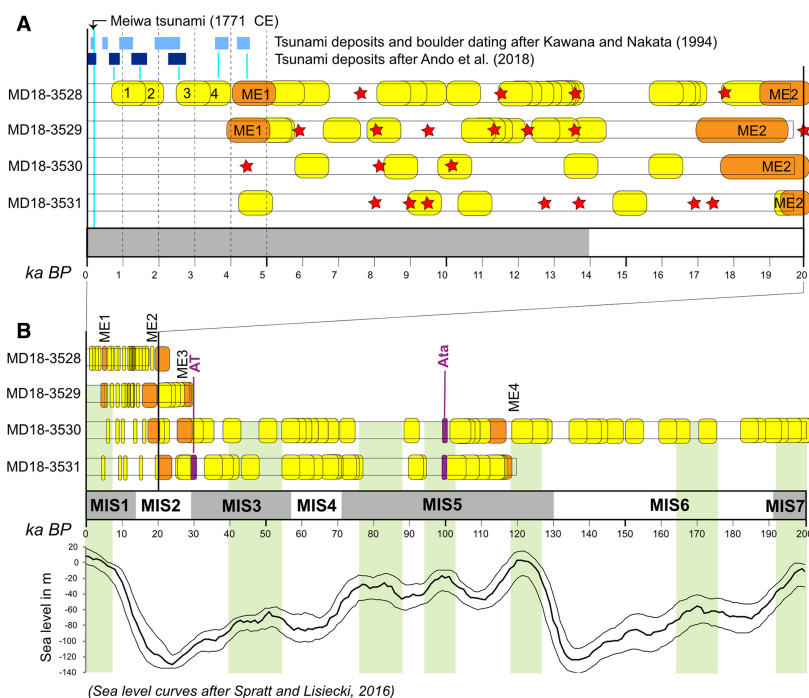 A
Meiwa tsunami (1771 CE)
Tsunami deposits and boulder dating after Kawana and Nakata (1994)
Tsunami deposits after Ando et al. (2018)
MD18-3528 1 2 3 4 ME1 ME2
MD18-3529 ME1 ME2
MD18-3530 ME2
MD18-3531 ME2
ka BP 0 1 2 3 4 5 6 7 8 9 10 11 12 13 14 15 16 17 18 19 20
B
ME1 ME2 ME3 AT Ata ME4
MD18-3528
MD18-3529
MD18-3530
MD18-3531
MIS1 MIS2 MIS3 MIS4 MIS5 MIS6 MIS7
ka BP 0 10 20 30 40 50 60 70 80 90 100 110 120 130 140 150 160 170 180 190 200
Sea level in m
20
0
-20
-40
-60
-80
-100
-120
-140
(Sea level curves after Spratt and Lisiecki, 2016)